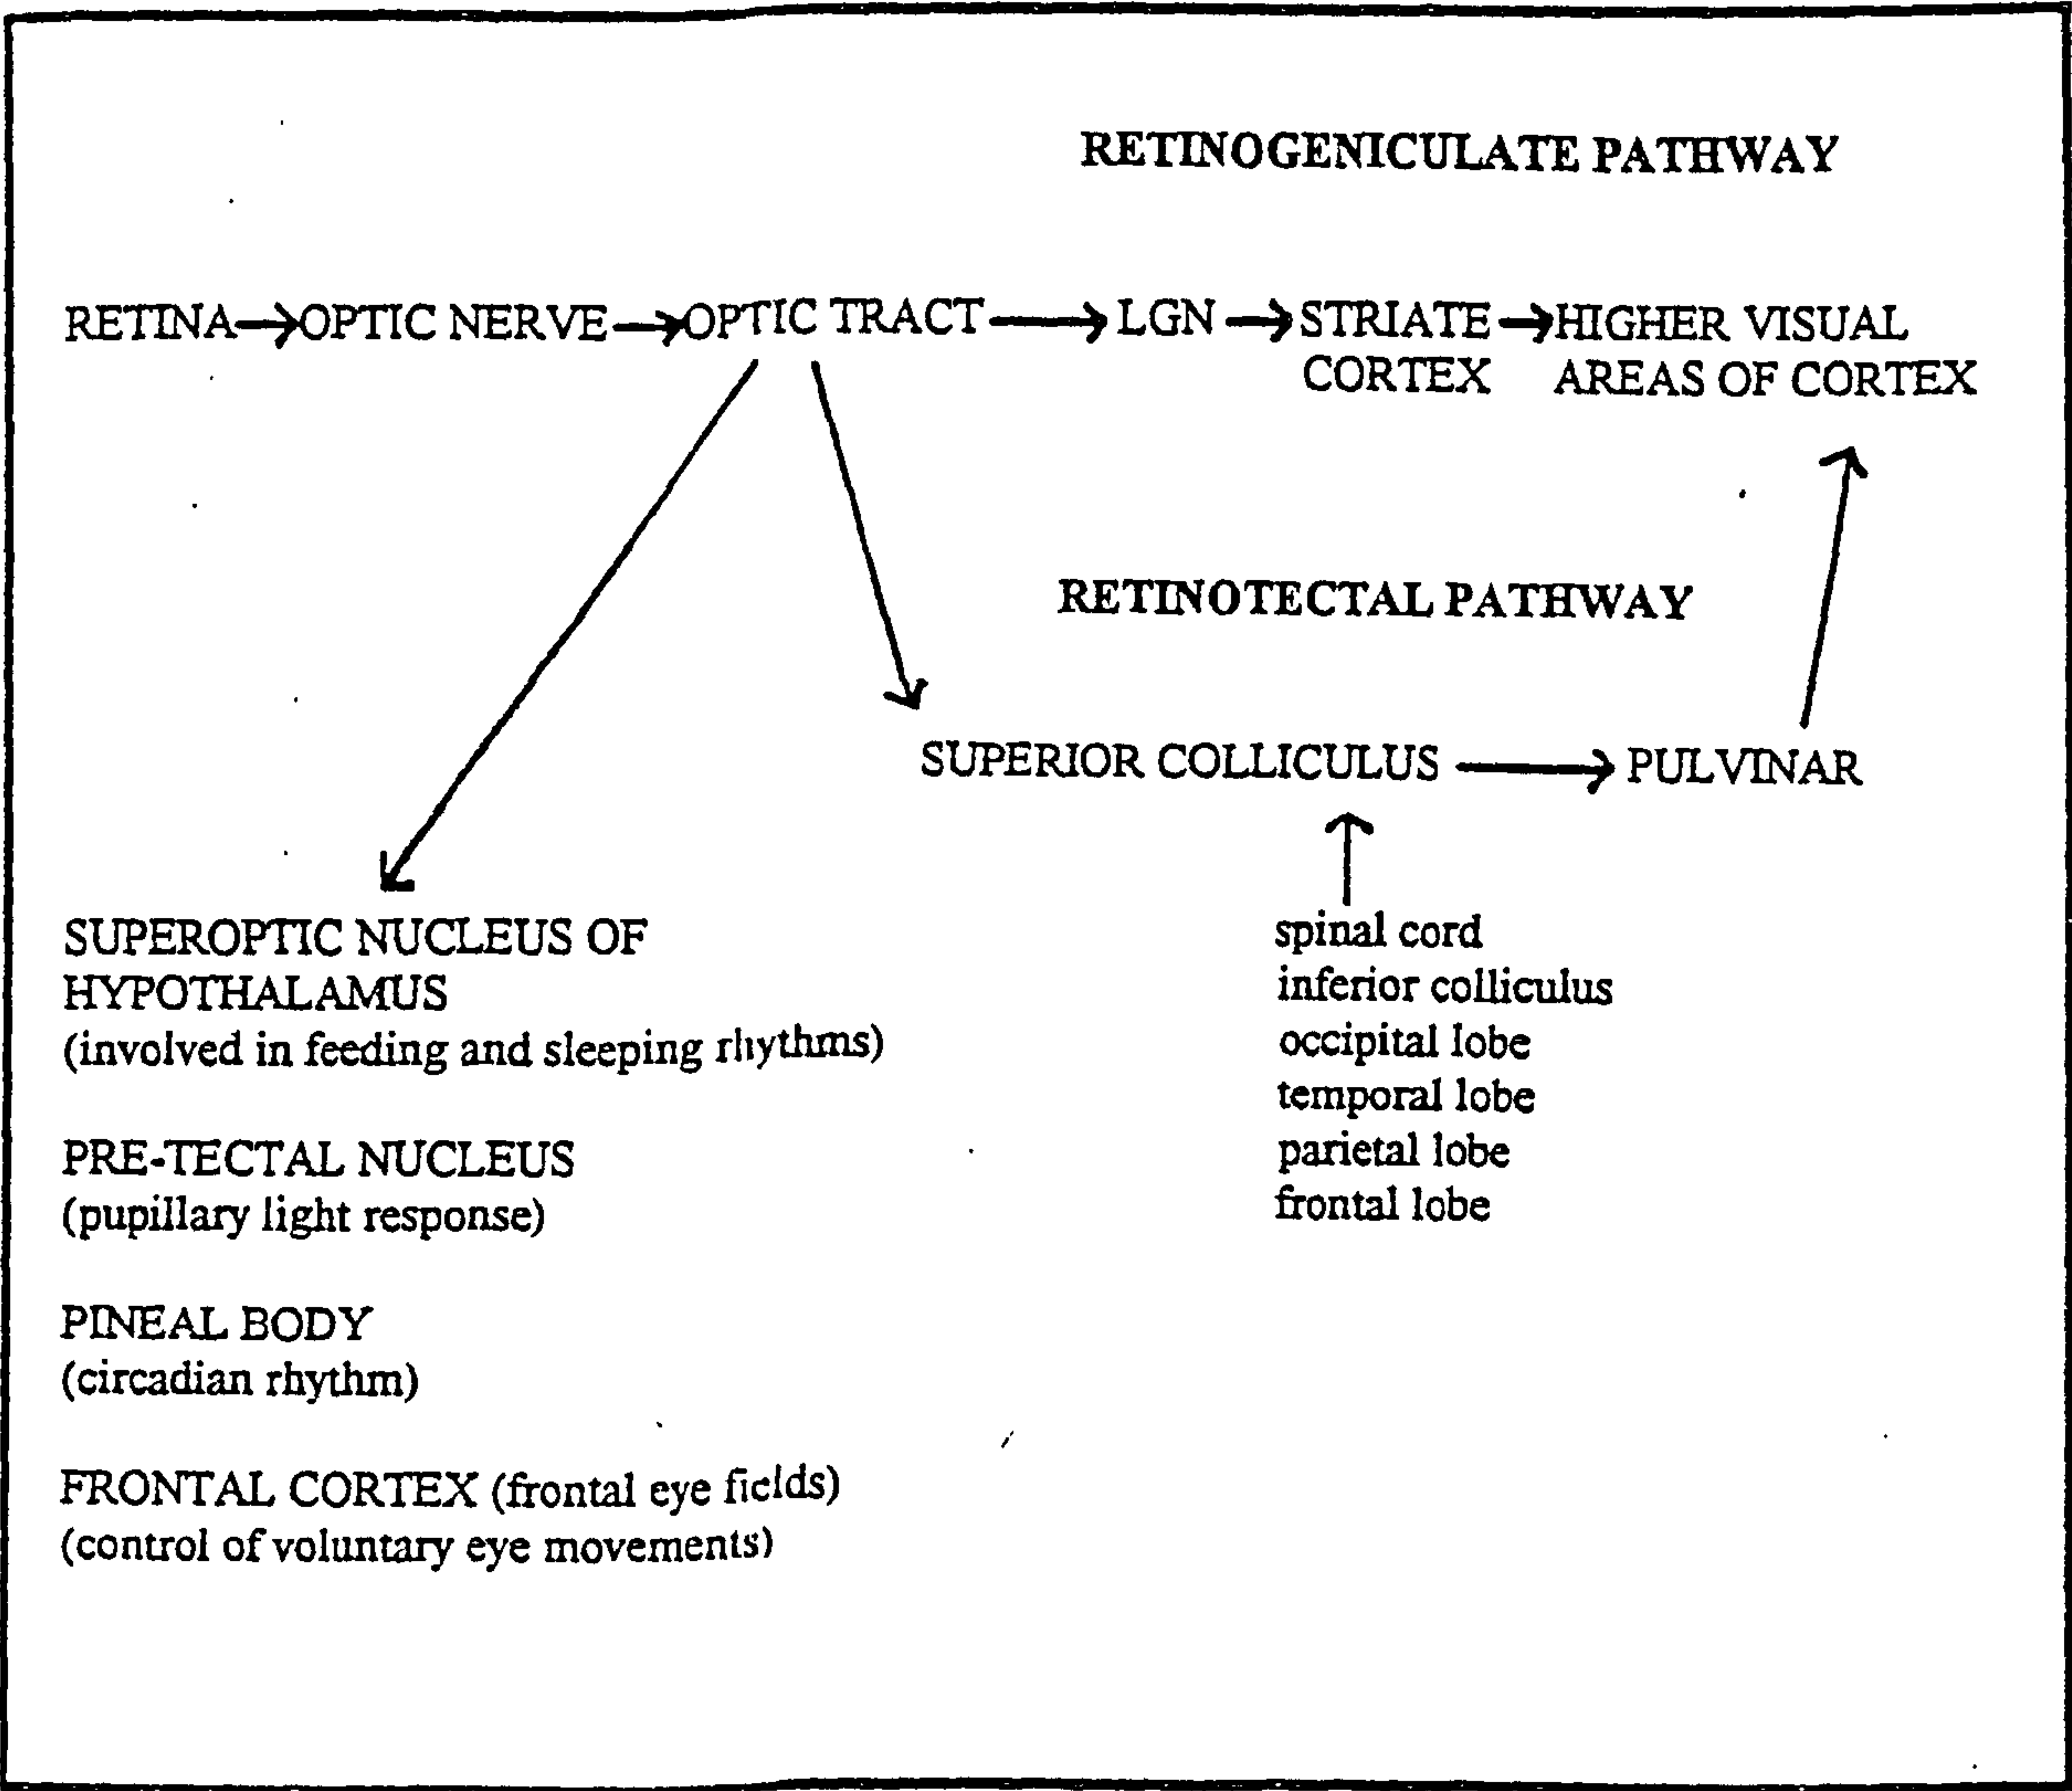 RETINOGENICULATE PATHWAY
RETINA→OPTIC NERVE→OPTIC TRACT→LGN→STRIATE→HIGHER VISUAL
CORTEX AREAS OF CORTEX
RETINOTECTAL PATHWAY
SUPERIOR COLLICULUS→PULVINAR
SUPEROPTIC NUCLEUS OF
HYPOTHALAMUS
(involved in feeding and sleeping rhythms)
PRE-TECTAL NUCLEUS
(pupillary light response)
PINEAL BODY
(circadian rhythm)
FRONTAL CORTEX (frontal eye fields)
(control of voluntary eye movements)
spinal cord
inferior colliculus
occipital lobe
temporal lobe
parietal lobe
frontal lobe